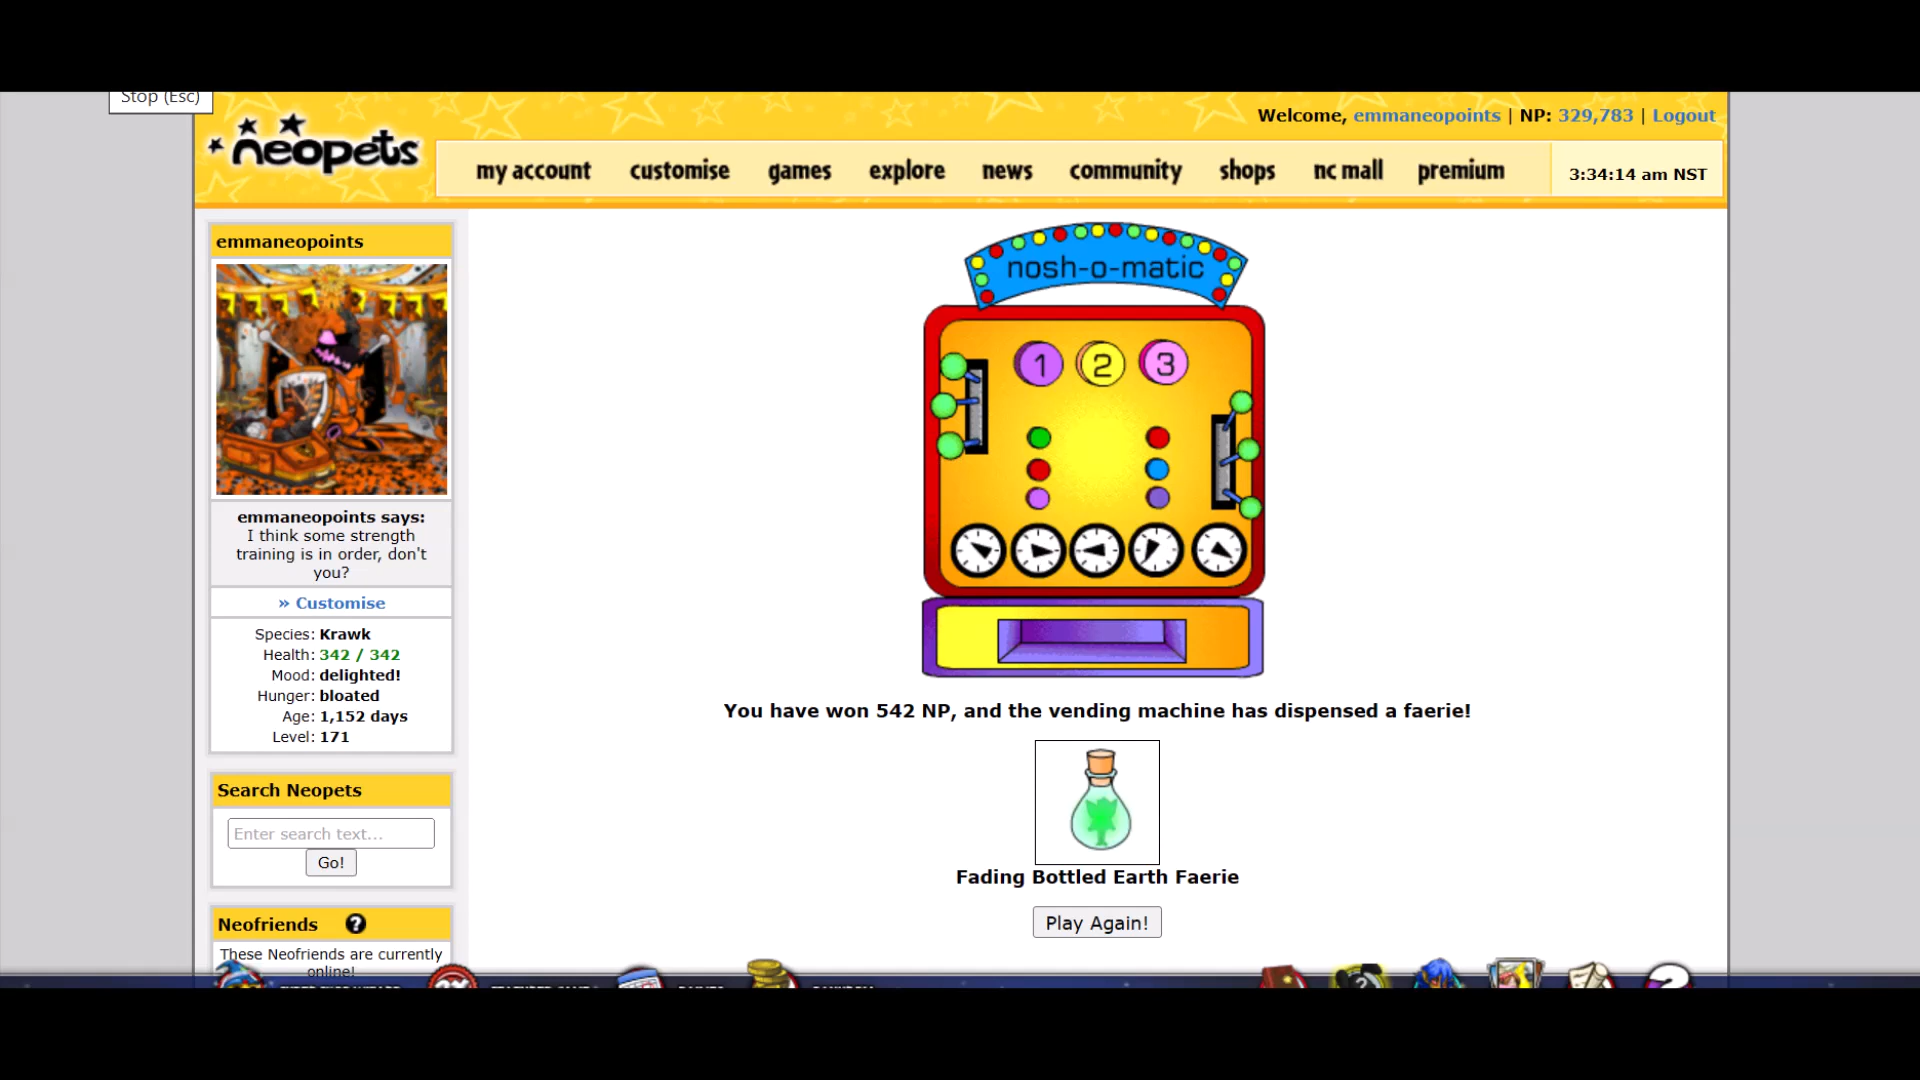 Stop (Esc)
neopets
Welcome, emmaneopoints | NP: 329,783 | Logout
my account customise games explore news community shops nc mall premium
3:34:14 am NST
emmaneopoints
emmaneopoints says:
I think some strength
training is in order, don't
you?
» Customise
Species: Krawk
Health: 342 / 342
Mood: delighted!
Hunger: bloated
Age: 1,152 days
Level: 171
Search Neopets
Enter search text...
Go!
Neofriends ?
These Neofriends are currently
online!
nosh-o-matic
1 2 3
You have won 542 NP, and the vending machine has dispensed a faerie!
Fading Bottled Earth Faerie
Play Again!